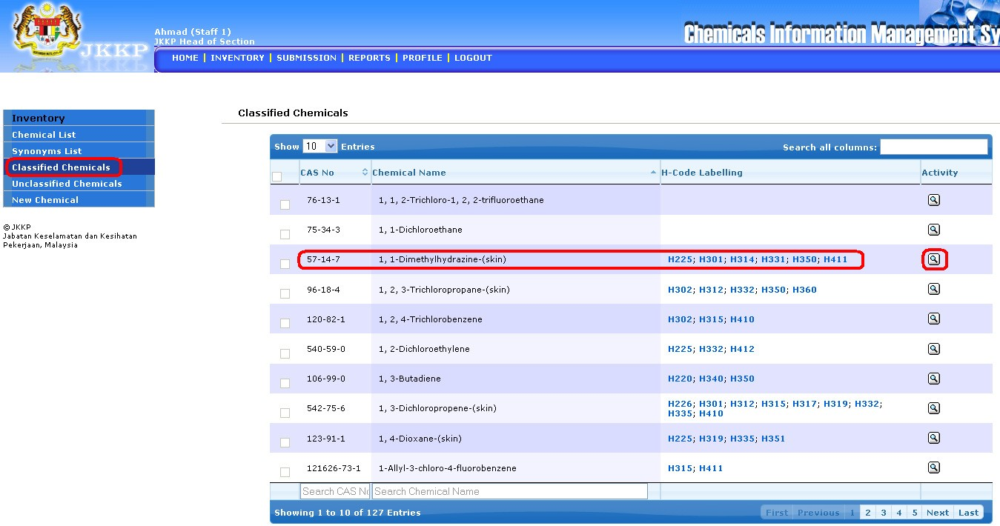 JKKP
Ahmad (Staff 1)
JKKP Head of Section
Chemicals Information Management Sy
HOME | INVENTORY | SUBMISSION | REPORTS | PROFILE | LOGOUT
Inventory
Chemical List
Synonyms List
Classified Chemicals
Unclassified Chemicals
New Chemical
© JKKP
Jabatan Keselamatan dan Kesihatan
Pekerjaan, Malaysia
Classified Chemicals
Show 10 Entries Search all columns:
CAS No Chemical Name H-Code Labelling Activity
76-13-1 1, 1, 2-Trichloro-1, 2, 2-trifluoroethane
75-34-3 1, 1-Dichloroethane
57-14-7 1, 1-Dimethylhydrazine-(skin) H225; H301; H314; H331; H350; H411
96-18-4 1, 2, 3-Trichloropropane-(skin) H302; H312; H332; H350; H360
120-82-1 1, 2, 4-Trichlorobenzene H302; H315; H410
540-59-0 1, 2-Dichloroethylene H225; H332; H412
106-99-0 1, 3-Butadiene H220; H340; H350
542-75-6 1, 3-Dichloropropene-(skin) H226; H301; H312; H315; H317; H319; H332;
H335; H410
123-91-1 1, 4-Dioxane-(skin) H225; H319; H335; H351
121626-73-1 1-Allyl-3-chloro-4-fluorobenzene H315; H411
Search CAS No Search Chemical Name
Showing 1 to 10 of 127 Entries First Previous 1 2 3 4 5 Next Last